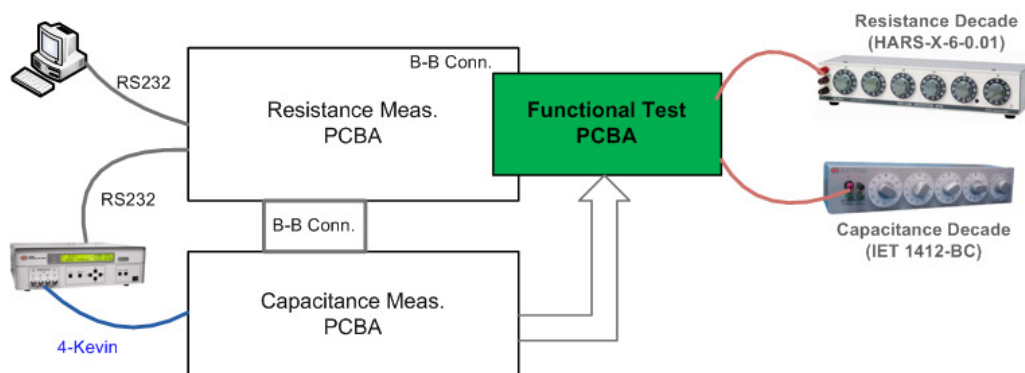 RS232
B-B Conn.
Resistance Meas.
PCBA
Functional Test
PCBA
Resistance Decade
(HARS-X-6-0.01)
RS232
B-B Conn.
Capacitance Meas.
PCBA
4-Kevin
Capacitance Decade
(IET 1412-BC)